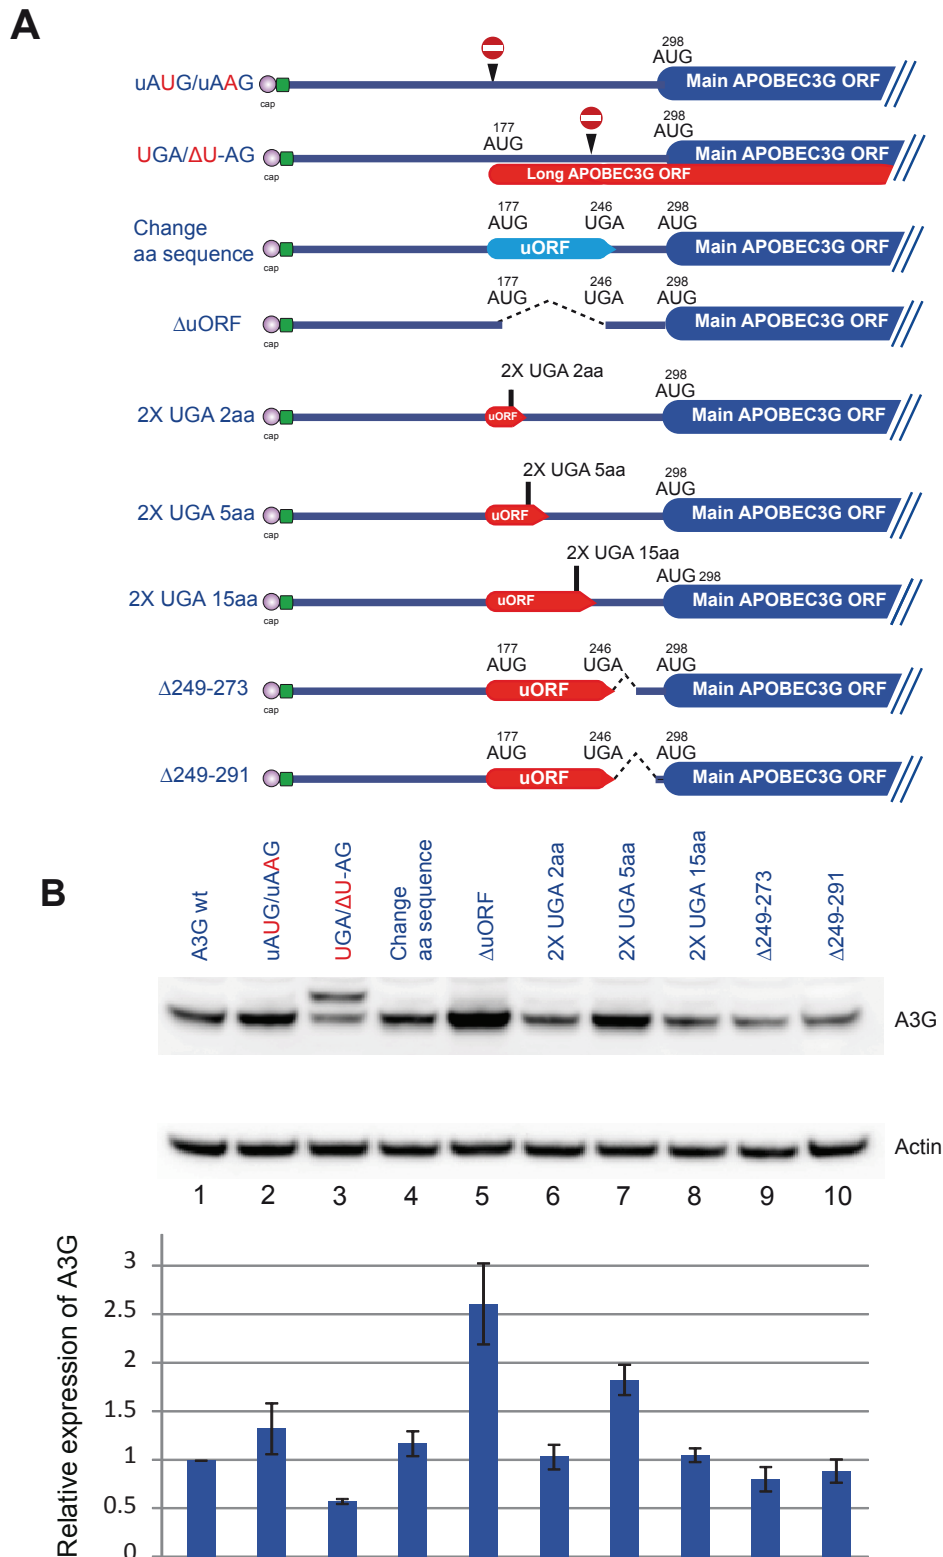 A
298
uAUG/uAAG cap AUG Main APOBEC3G ORF
177 298
UGA/ΔU-AG cap AUG AUG Main APOBEC3G ORF
Long APOBEC3G ORF
177 246 298
AUG UGA AUG
Change
aa sequence cap uORF Main APOBEC3G ORF
177 246 298
AUG UGA AUG
ΔuORF cap Main APOBEC3G ORF
2X UGA 2aa
298
AUG
2X UGA 2aa cap uORF Main APOBEC3G ORF
2X UGA 5aa
298
AUG
2X UGA 5aa cap uORF Main APOBEC3G ORF
2X UGA 15aa
AUG 298
2X UGA 15aa cap uORF Main APOBEC3G ORF
177 246 298
AUG UGA AUG
Δ249-273 cap uORF Main APOBEC3G ORF
177 246 298
AUG UGA AUG
Δ249-291 cap uORF Main APOBEC3G ORF
B
A3G wt
uAUG/uAAG
UGA/ΔU-AG
Change
aa sequence
ΔuORF
2X UGA 2aa
2X UGA 5aa
2X UGA 15aa
Δ249-273
Δ249-291
A3G
Actin
1 2 3 4 5 6 7 8 9 10
Relative expression of A3G
3
2.5
2
1.5
1
0.5
0